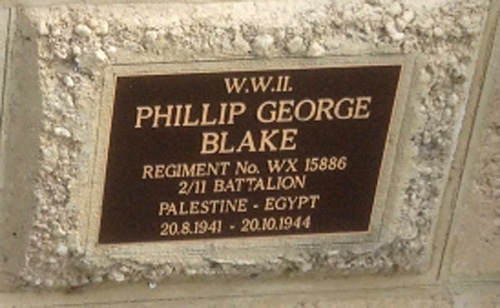 W.W.II.
PHILLIP GEORGE
BLAKE
REGIMENT No. WX 15886
2/11 BATTALION
PALESTINE - EGYPT
20.8.1941 - 20.10.1944